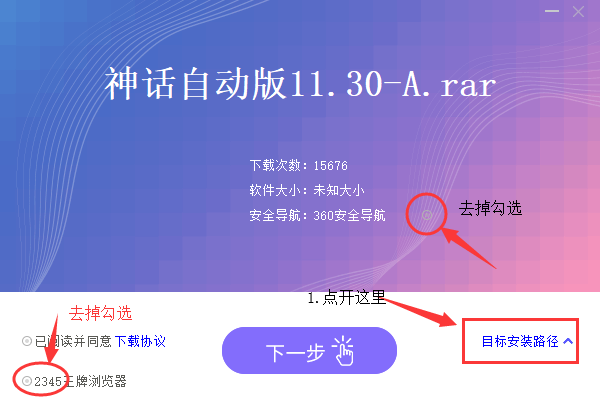 神话自动版11.30-A.rar
下载次数：15676
软件大小：未知大小
安全导航：360安全导航
去掉勾选
1.点开这里
去掉勾选
已阅读并同意 下载协议
下一步
目标安装路径
2345王牌浏览器